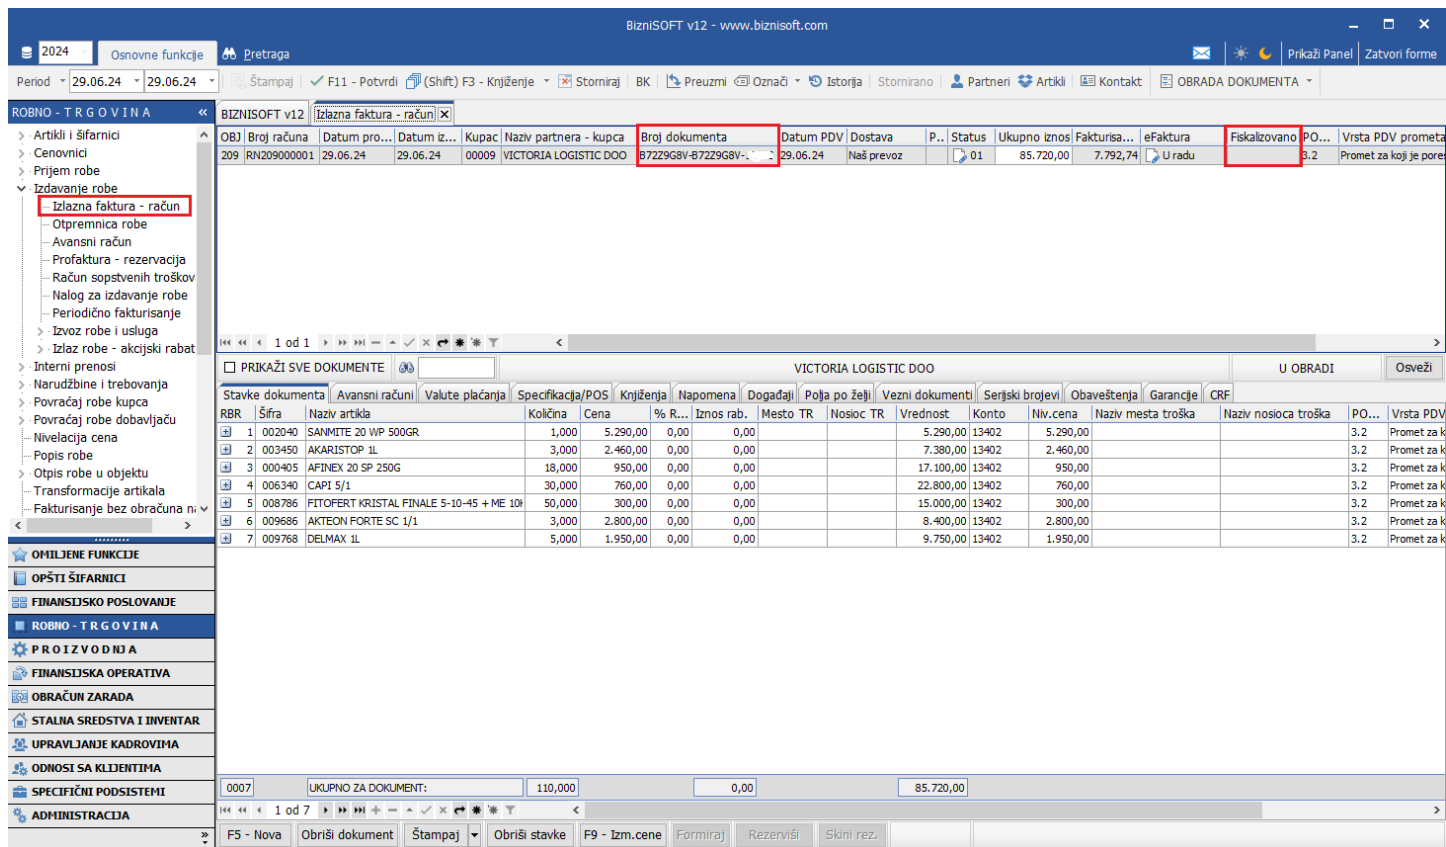 BizniSOFT v12 - www.biznisoft.com
2024 Osnovne funkcije Pretraga Prikaži Panel Zatvori forme
Period 29.06.24 29.06.24 Štampaj F11 - Potvrdi (Shift) F3 - Knjiženje Storniraj BK Preuzmi Označi Istorija Stornirano Partneri Artikli Kontakt OBRADA DOKUMENTA
ROBNO - T R G O V I N A «
Artikli i šifarnici
Cenovnici
Prijem robe
Izdavanje robe
Izlazna faktura - račun
Otpremnica robe
Avansni račun
Profaktura - rezervacija
Račun sopstvenih troškov
Nalog za izdavanje robe
Periodično fakturisanje
Izvoz robe i usluga
Izlaz robe - akcijski rabat
Interni prenosi
Narudžbine i trebovanja
Povraćaj robe kupca
Povraćaj robe dobavljaču
Nivelacija cena
Popis robe
Otpis robe u objektu
Transformacije artikala
Fakturisanje bez obračuna
OMILJENE FUNKCIJE
OPŠTI ŠIFARNICI
FINANSIJSKO POSLOVANJE
ROBNO - T R G O V I N A
P R O I Z V O D NJ A
FINANSIJSKA OPERATIVA
OBRAČUN ZARADA
STALNA SREDSTVA I INVENTAR
UPRAVLJANJE KADROVIMA
ODNOSI SA KLIJENTIMA
SPECIFIČNI PODSISTEMI
ADMINISTRACIJA
BIZNISOFT v12 Izlazna faktura - račun
OBJ Broj računa Datum pro... Datum iz... Kupac Naziv partnera - kupca Broj dokumenta Datum PDV Dostava P.. Status Ukupno iznos Fakturisa... eFaktura Fiskalizovano PO... Vrsta PDV prometa
209 RN209000001 29.06.24 29.06.24 00009 VICTORIA LOGISTIC DOO B72Z9G8V-B72Z9G8V- 29.06.24 Naš prevoz 01 85.720,00 7.792,74 U radu 3.2 Promet za koji je pores
1 od 1
PRIKAŽI SVE DOKUMENTE VICTORIA LOGISTIC DOO U OBRADI Osveži
Stavke dokumenta Avansni računi Valute plaćanja Specifikacija/POS Knjiženja Napomena Događaji Polja po želji Vezni dokumenti Serijski brojevi Obaveštenja Garancije CRF
RBR Šifra Naziv artikla Količina Cena % R... Iznos rab. Mesto TR Nosioc TR Vrednost Konto Niv.cena Naziv mesta troška Naziv nosioca troška PO... Vrsta PDV
1 002040 SANMITE 20 WP 500GR 1,000 5.290,00 0,00 0,00 5.290,00 13402 5.290,00 3.2 Promet za k
2 003450 AKARISTOP 1L 3,000 2.460,00 0,00 0,00 7.380,00 13402 2.460,00 3.2 Promet za k
3 000405 AFINEX 20 SP 250G 18,000 950,00 0,00 0,00 17.100,00 13402 950,00 3.2 Promet za k
4 006340 CAPI 5/1 30,000 760,00 0,00 0,00 22.800,00 13402 760,00 3.2 Promet za k
5 008786 FITOFERT KRISTAL FINALE 5-10-45 + ME 50,000 300,00 0,00 0,00 15.000,00 13402 300,00 3.2 Promet za k
6 009686 AKTEON FORTE SC 1/1 3,000 2.800,00 0,00 0,00 8.400,00 13402 2.800,00 3.2 Promet za k
7 009768 DELMAX 1L 5,000 1.950,00 0,00 0,00 9.750,00 13402 1.950,00 3.2 Promet za k
0007 UKUPNO ZA DOKUMENT: 110,000 0,00 85.720,00
1 od 7
F5 - Nova Obriši dokument Štampaj Obriši stavke F9 - Izm.cene Formiraj Rezerviši Skini rez.